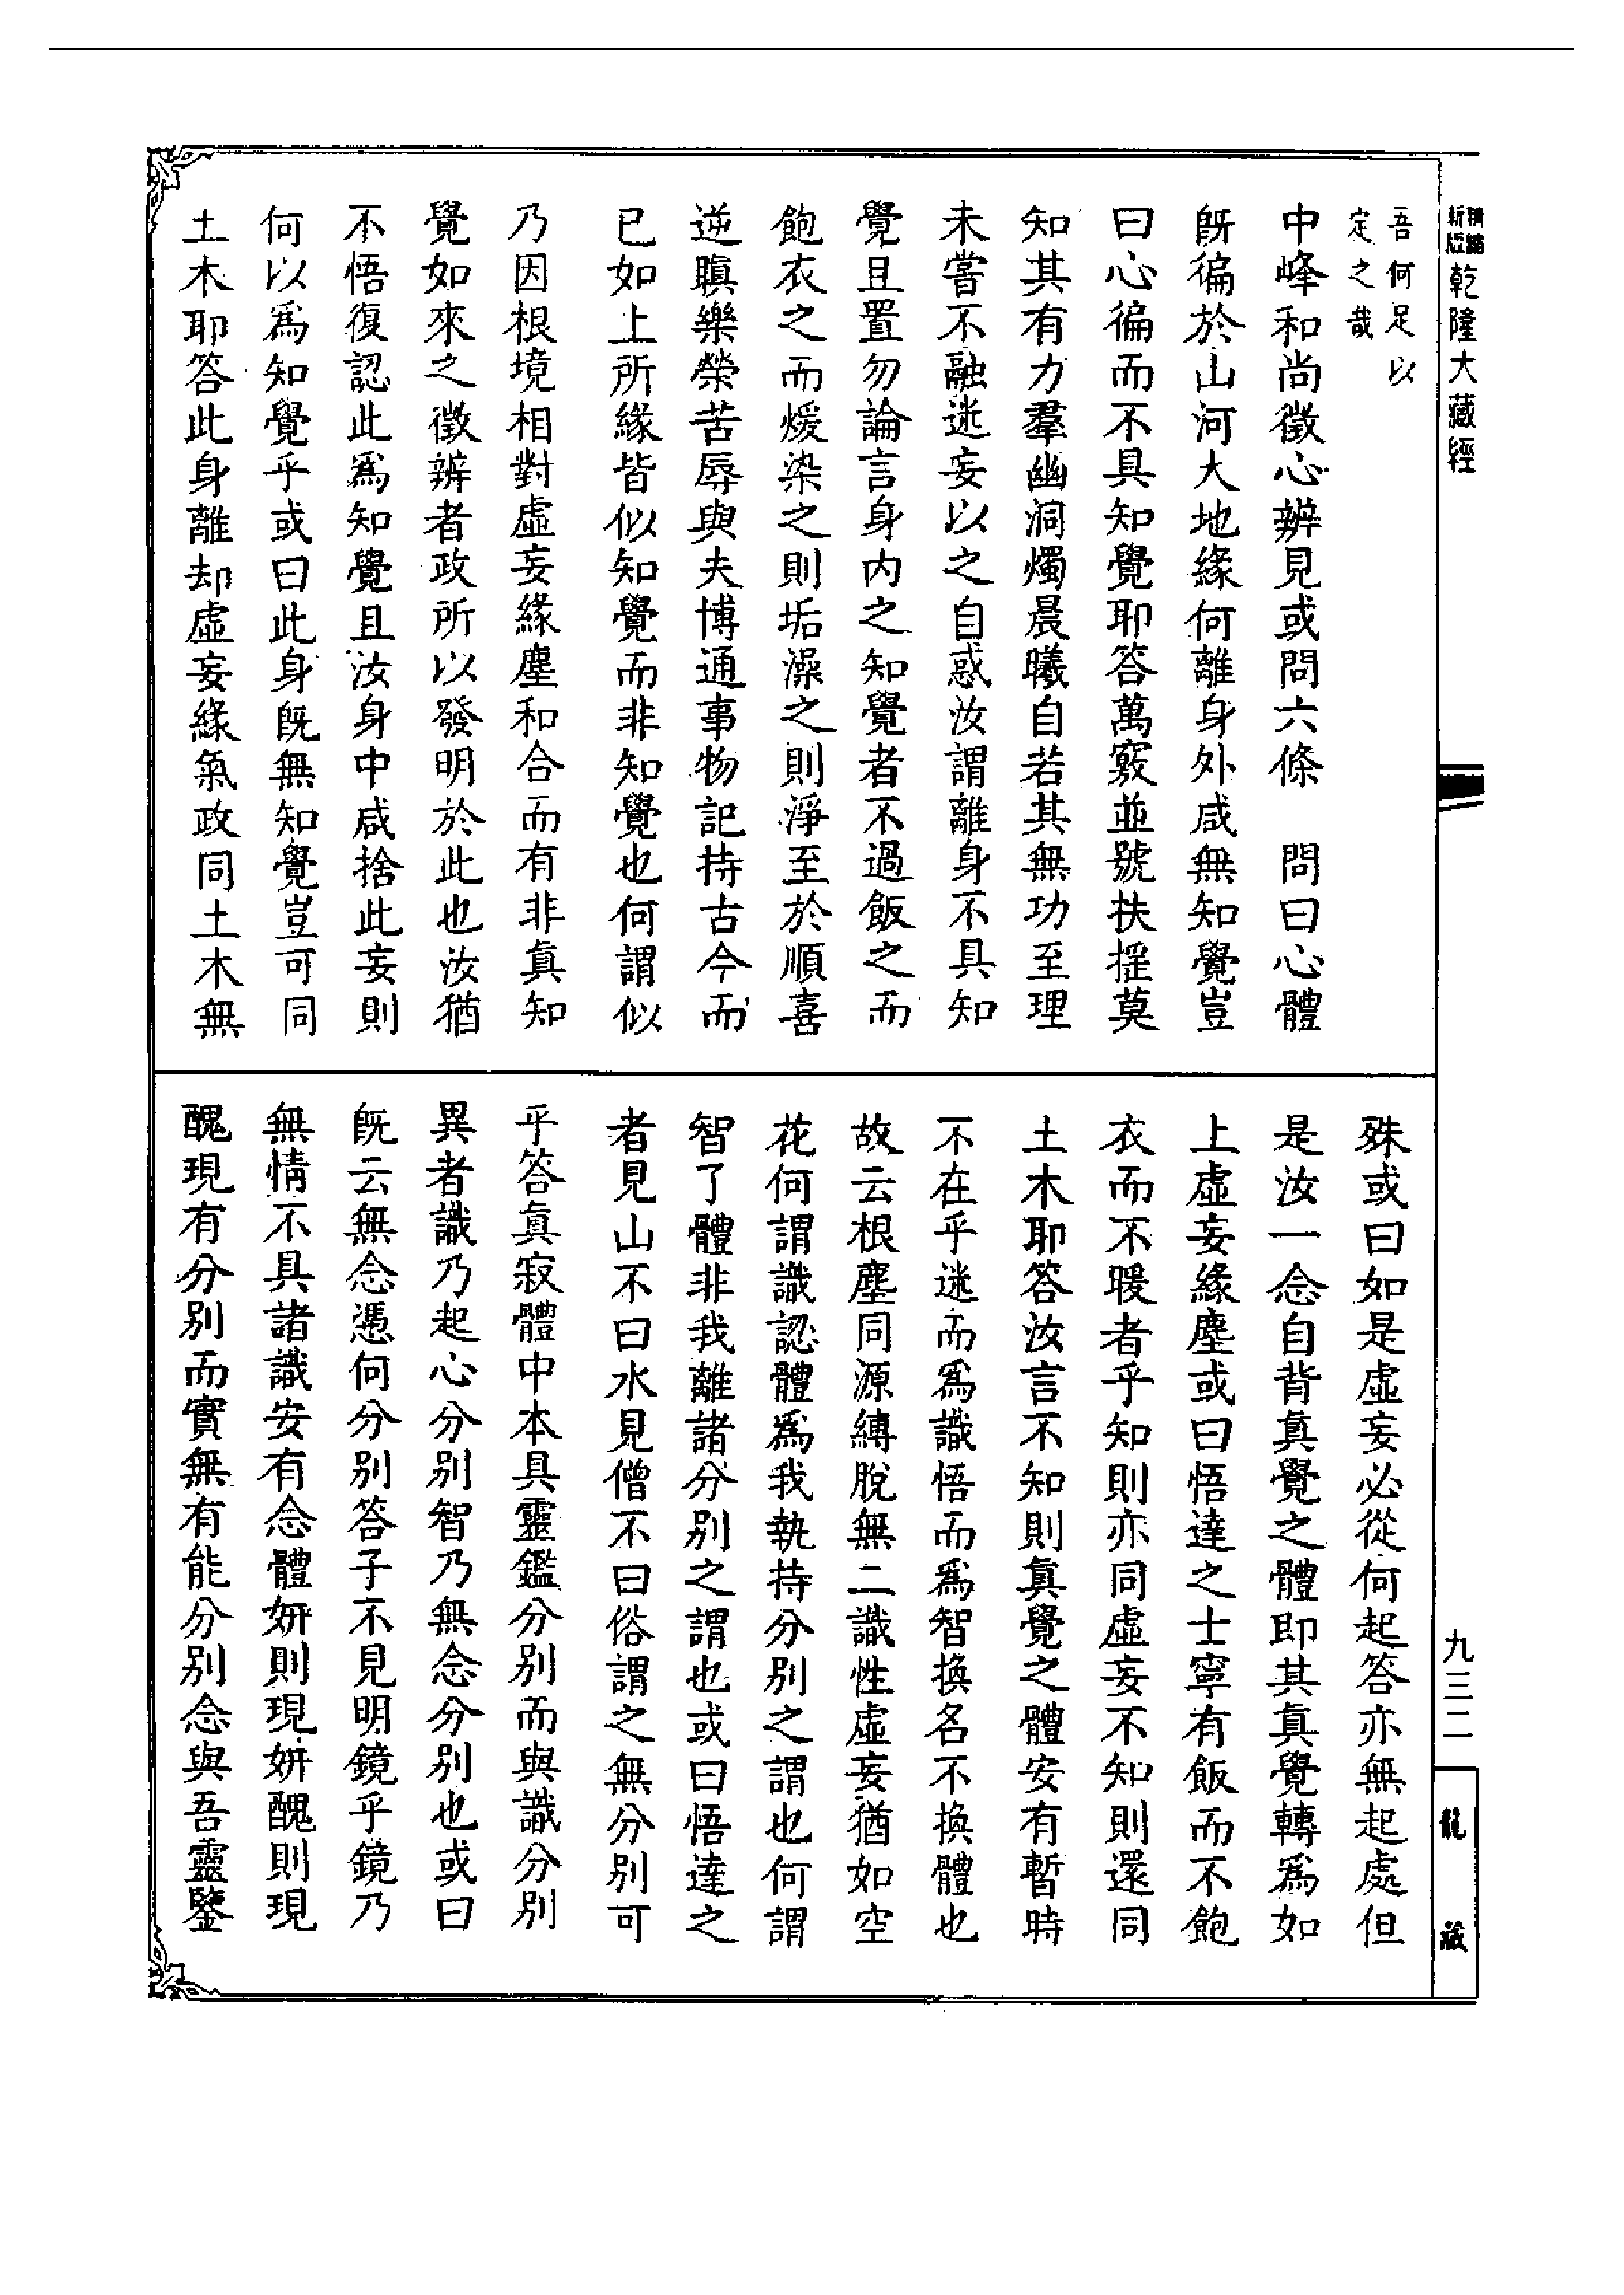 精縮
新版
乾隆大藏經
吾何足以
定之哉
中峰和尚徵心辨見或問六條　問曰心體
旣徧於山河大地緣何離身外咸無知覺豈
曰心徧而不具知覺耶答萬竅並號扶搖莫
知其有力羣幽洞燭晨曦自若其無功至理
未嘗不融迷妄以之自惑汝謂離身不具知
覺且置勿論言身内之知覺者不過飯之而
飽衣之而煖染之則垢澡之則淨至於順喜
逆瞋樂榮苦辱與夫博通事物記持古今而
已如上所緣皆似知覺而非知覺也何謂似
乃因根境相對虛妄緣塵和合而有非眞知
覺如來之徵辨者政所以發明於此也汝猶
不悟復認此爲知覺且汝身中咸捨此妄則
何以爲知覺乎或曰此身旣無知覺豈可同
土木耶答此身離却虛妄緣氣政同土木無
殊或曰如是虛妄必從何起答亦無起處但
是汝一念自背眞覺之體即其眞覺轉爲如
上虛妄緣塵或曰悟達之士寧有飯而不飽
衣而不暖者乎知則亦同虛妄不知則還同
土木耶答汝言不知則眞覺之體安有暫時
不在乎迷而爲識悟而爲智換名不換體也
故云根塵同源縛脫無二識性虛妄猶如空
花何謂識認體爲我執持分別之謂也何謂
智了體非我離諸分別之謂也或曰悟達之
者見山不曰水見僧不曰俗謂之無分別可
乎答眞寂體中本具靈鑑分別而與識分別
異者識乃起心分別智乃無念分別也或曰
旣云無念憑何分別答子不見明鏡乎鏡乃
無情不具諸識安有念體妍則現妍醜則現
醜現有分別而實無有能分別念與吾靈鑒
九三二
龍藏